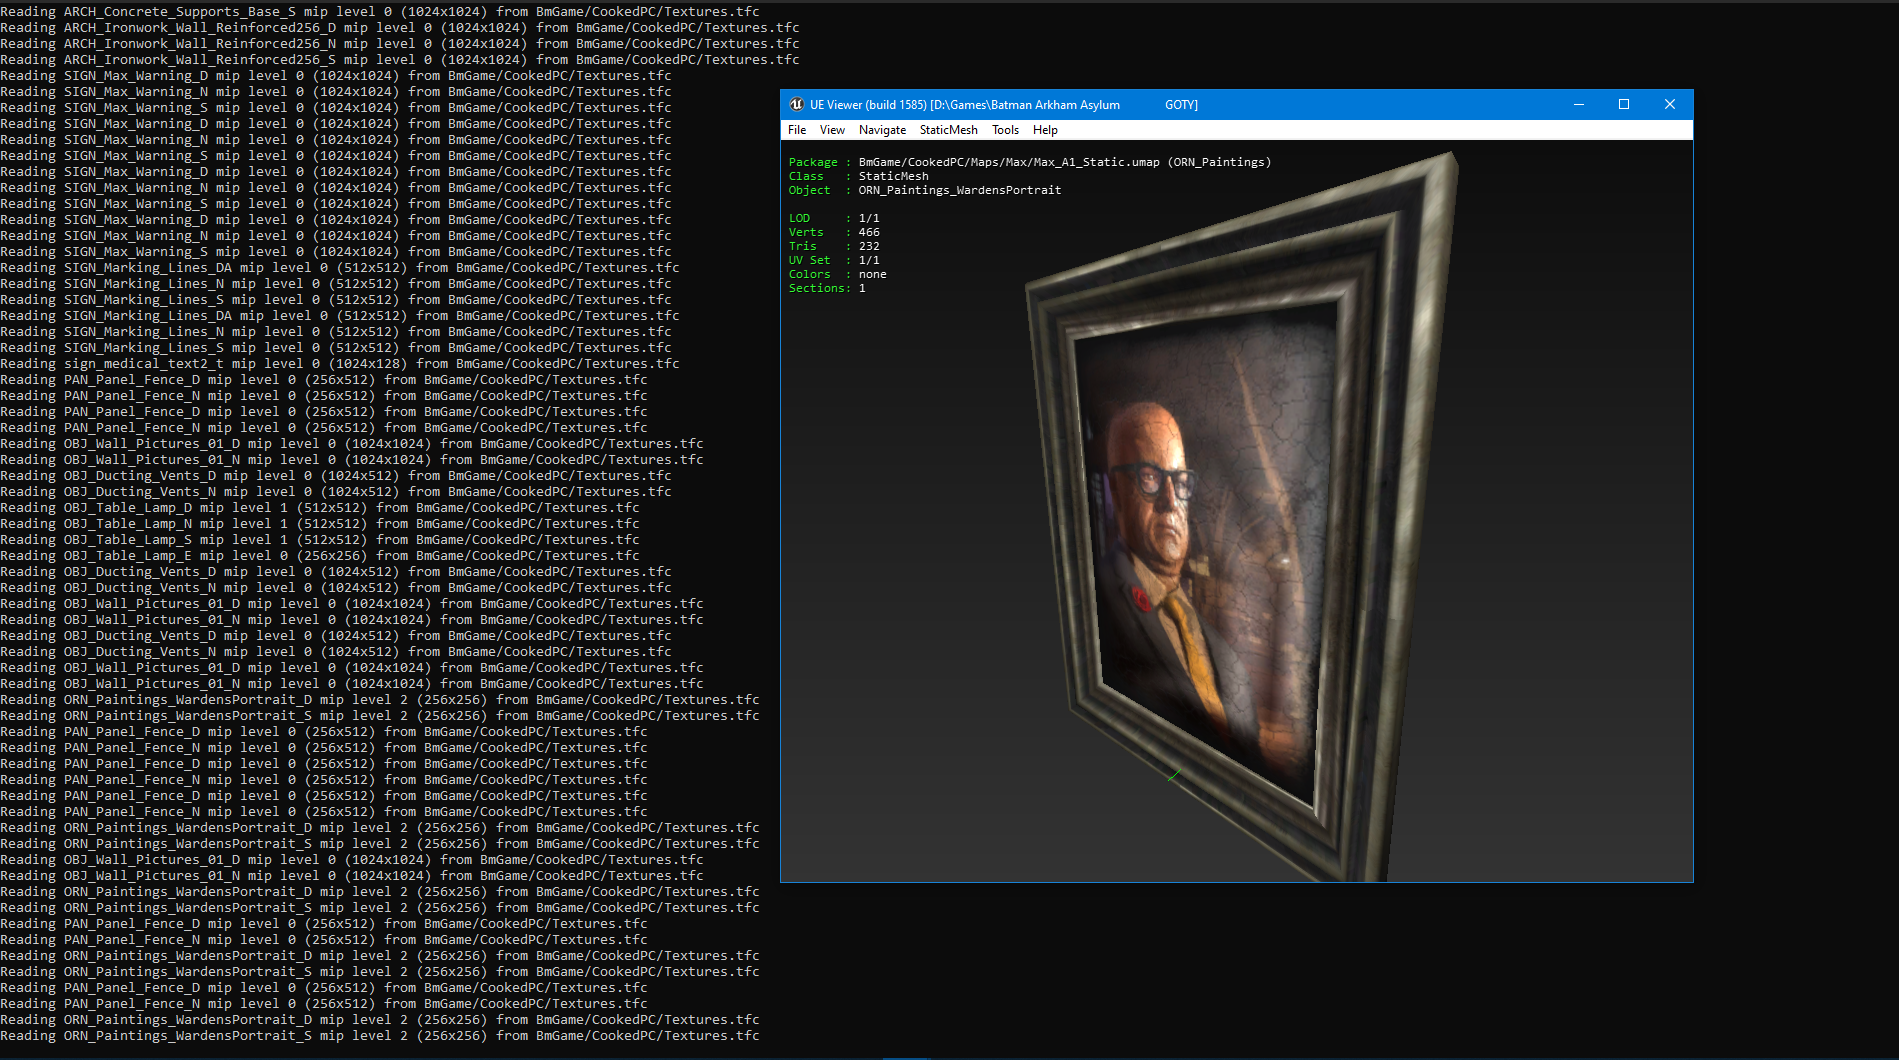 Reading ARCH_Concrete_Supports_Base_S mip level 0 (1024x1024) from BmGame/CookedPC/Textures.tfc
Reading ARCH_Ironwork_Wall_Reinforced256_D mip level 0 (1024x1024) from BmGame/CookedPC/Textures.tfc
Reading ARCH_Ironwork_Wall_Reinforced256_N mip level 0 (1024x1024) from BmGame/CookedPC/Textures.tfc
Reading ARCH_Ironwork_Wall_Reinforced256_S mip level 0 (1024x1024) from BmGame/CookedPC/Textures.tfc
Reading SIGN_Max_Warning_D mip level 0 (1024x1024) from BmGame/CookedPC/Textures.tfc
Reading SIGN_Max_Warning_N mip level 0 (1024x1024) from BmGame/CookedPC/Textures.tfc
Reading SIGN_Max_Warning_S mip level 0 (1024x1024) from BmGame/CookedPC/Textures.tfc
Reading SIGN_Max_Warning_D mip level 0 (1024x1024) from BmGame/CookedPC/Textures.tfc
Reading SIGN_Max_Warning_N mip level 0 (1024x1024) from BmGame/CookedPC/Textures.tfc
Reading SIGN_Max_Warning_S mip level 0 (1024x1024) from BmGame/CookedPC/Textures.tfc
Reading SIGN_Max_Warning_D mip level 0 (1024x1024) from BmGame/CookedPC/Textures.tfc
Reading SIGN_Max_Warning_N mip level 0 (1024x1024) from BmGame/CookedPC/Textures.tfc
Reading SIGN_Max_Warning_S mip level 0 (1024x1024) from BmGame/CookedPC/Textures.tfc
Reading SIGN_Max_Warning_D mip level 0 (1024x1024) from BmGame/CookedPC/Textures.tfc
Reading SIGN_Max_Warning_N mip level 0 (1024x1024) from BmGame/CookedPC/Textures.tfc
Reading SIGN_Max_Warning_S mip level 0 (1024x1024) from BmGame/CookedPC/Textures.tfc
Reading SIGN_Marking_Lines_DA mip level 0 (512x512) from BmGame/CookedPC/Textures.tfc
Reading SIGN_Marking_Lines_N mip level 0 (512x512) from BmGame/CookedPC/Textures.tfc
Reading SIGN_Marking_Lines_S mip level 0 (512x512) from BmGame/CookedPC/Textures.tfc
Reading SIGN_Marking_Lines_DA mip level 0 (512x512) from BmGame/CookedPC/Textures.tfc
Reading SIGN_Marking_Lines_N mip level 0 (512x512) from BmGame/CookedPC/Textures.tfc
Reading SIGN_Marking_Lines_S mip level 0 (512x512) from BmGame/CookedPC/Textures.tfc
Reading sign_medical_text2_t mip level 0 (1024x128) from BmGame/CookedPC/Textures.tfc
Reading PAN_Panel_Fence_D mip level 0 (256x512) from BmGame/CookedPC/Textures.tfc
Reading PAN_Panel_Fence_N mip level 0 (256x512) from BmGame/CookedPC/Textures.tfc
Reading PAN_Panel_Fence_D mip level 0 (256x512) from BmGame/CookedPC/Textures.tfc
Reading PAN_Panel_Fence_N mip level 0 (256x512) from BmGame/CookedPC/Textures.tfc
Reading OBJ_Wall_Pictures_01_D mip level 0 (1024x1024) from BmGame/CookedPC/Textures.tfc
Reading OBJ_Wall_Pictures_01_N mip level 0 (1024x1024) from BmGame/CookedPC/Textures.tfc
Reading OBJ_Ducting_Vents_D mip level 0 (1024x512) from BmGame/CookedPC/Textures.tfc
Reading OBJ_Ducting_Vents_N mip level 0 (1024x512) from BmGame/CookedPC/Textures.tfc
Reading OBJ_Table_Lamp_D mip level 1 (512x512) from BmGame/CookedPC/Textures.tfc
Reading OBJ_Table_Lamp_N mip level 1 (512x512) from BmGame/CookedPC/Textures.tfc
Reading OBJ_Table_Lamp_S mip level 1 (512x512) from BmGame/CookedPC/Textures.tfc
Reading OBJ_Table_Lamp_E mip level 0 (256x256) from BmGame/CookedPC/Textures.tfc
Reading OBJ_Ducting_Vents_D mip level 0 (1024x512) from BmGame/CookedPC/Textures.tfc
Reading OBJ_Ducting_Vents_N mip level 0 (1024x512) from BmGame/CookedPC/Textures.tfc
Reading OBJ_Wall_Pictures_01_D mip level 0 (1024x1024) from BmGame/CookedPC/Textures.tfc
Reading OBJ_Wall_Pictures_01_N mip level 0 (1024x1024) from BmGame/CookedPC/Textures.tfc
Reading OBJ_Ducting_Vents_D mip level 0 (1024x512) from BmGame/CookedPC/Textures.tfc
Reading OBJ_Ducting_Vents_N mip level 0 (1024x512) from BmGame/CookedPC/Textures.tfc
Reading OBJ_Wall_Pictures_01_D mip level 0 (1024x1024) from BmGame/CookedPC/Textures.tfc
Reading OBJ_Wall_Pictures_01_N mip level 0 (1024x1024) from BmGame/CookedPC/Textures.tfc
Reading ORN_Paintings_WardensPortrait_D mip level 2 (256x256) from BmGame/CookedPC/Textures.tfc
Reading ORN_Paintings_WardensPortrait_S mip level 2 (256x256) from BmGame/CookedPC/Textures.tfc
Reading PAN_Panel_Fence_D mip level 0 (256x512) from BmGame/CookedPC/Textures.tfc
Reading PAN_Panel_Fence_N mip level 0 (256x512) from BmGame/CookedPC/Textures.tfc
Reading PAN_Panel_Fence_D mip level 0 (256x512) from BmGame/CookedPC/Textures.tfc
Reading PAN_Panel_Fence_N mip level 0 (256x512) from BmGame/CookedPC/Textures.tfc
Reading PAN_Panel_Fence_D mip level 0 (256x512) from BmGame/CookedPC/Textures.tfc
Reading PAN_Panel_Fence_N mip level 0 (256x512) from BmGame/CookedPC/Textures.tfc
Reading ORN_Paintings_WardensPortrait_D mip level 2 (256x256) from BmGame/CookedPC/Textures.tfc
Reading ORN_Paintings_WardensPortrait_S mip level 2 (256x256) from BmGame/CookedPC/Textures.tfc
Reading OBJ_Wall_Pictures_01_D mip level 0 (1024x1024) from BmGame/CookedPC/Textures.tfc
Reading OBJ_Wall_Pictures_01_N mip level 0 (1024x1024) from BmGame/CookedPC/Textures.tfc
Reading ORN_Paintings_WardensPortrait_D mip level 2 (256x256) from BmGame/CookedPC/Textures.tfc
Reading ORN_Paintings_WardensPortrait_S mip level 2 (256x256) from BmGame/CookedPC/Textures.tfc
Reading PAN_Panel_Fence_D mip level 0 (256x512) from BmGame/CookedPC/Textures.tfc
Reading PAN_Panel_Fence_N mip level 0 (256x512) from BmGame/CookedPC/Textures.tfc
Reading ORN_Paintings_WardensPortrait_D mip level 2 (256x256) from BmGame/CookedPC/Textures.tfc
Reading ORN_Paintings_WardensPortrait_S mip level 2 (256x256) from BmGame/CookedPC/Textures.tfc
Reading PAN_Panel_Fence_D mip level 0 (256x512) from BmGame/CookedPC/Textures.tfc
Reading PAN_Panel_Fence_N mip level 0 (256x512) from BmGame/CookedPC/Textures.tfc
Reading ORN_Paintings_WardensPortrait_D mip level 2 (256x256) from BmGame/CookedPC/Textures.tfc
Reading ORN_Paintings_WardensPortrait_S mip level 2 (256x256) from BmGame/CookedPC/Textures.tfc
UE Viewer (build 1585) [D:\Games\Batman Arkham Asylum GOTY]
File View Navigate StaticMesh Tools Help
Package : BmGame/CookedPC/Maps/Max/Max_A1_Static.umap (ORN_Paintings)
Class : StaticMesh
Object : ORN_Paintings_WardensPortrait
LOD : 1/1
Verts : 466
Tris : 232
UV Set : 1/1
Colors : none
Sections: 1